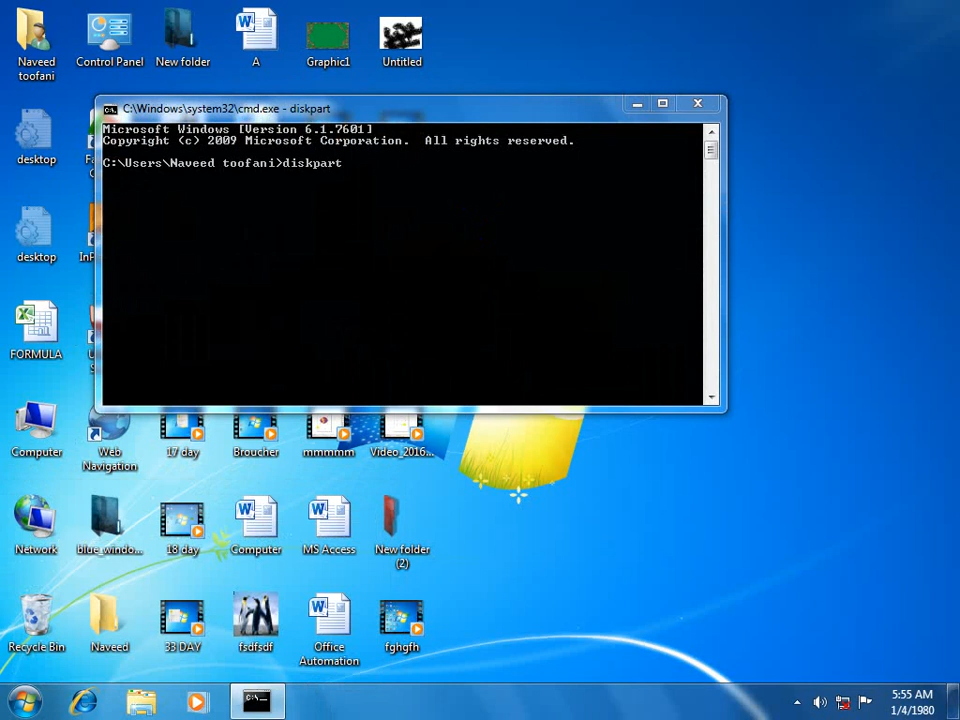 Naveed toofani
Control Panel
New folder
A
Graphic1
Untitled
C:\Windows\system32\cmd.exe - diskpart
Microsoft Windows [Version 6.1.7601]
Copyright (c) 2009 Microsoft Corporation.  All rights reserved.
C:\Users\Naveed toofani>diskpart
desktop
desktop
FORMULA
Computer
Web Navigation
17 day
Broucher
mmmmm
Video_2016...
Network
blue_windo...
18 day
Computer
MS Access
New folder (2)
Recycle Bin
Naveed
33 DAY
fsdfsdf
Office Automation
fghgfh
5:55 AM
1/4/1980